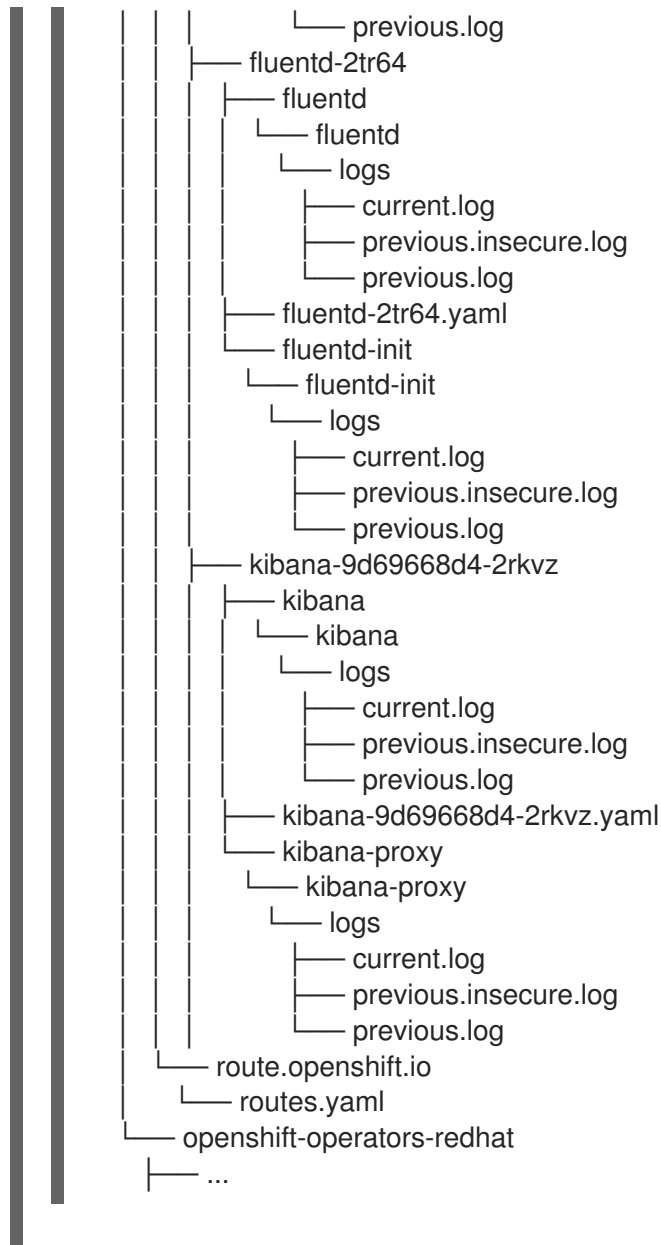 │ │ │ └── previous.log
│ │ ├── fluentd-2tr64
│ │ │ ├── fluentd
│ │ │ │ └── fluentd
│ │ │ │ └── logs
│ │ │ │ ├── current.log
│ │ │ │ ├── previous.insecure.log
│ │ │ │ └── previous.log
│ │ │ ├── fluentd-2tr64.yaml
│ │ │ └── fluentd-init
│ │ │ └── fluentd-init
│ │ │ └── logs
│ │ │ ├── current.log
│ │ │ ├── previous.insecure.log
│ │ │ └── previous.log
│ │ ├── kibana-9d69668d4-2rkvz
│ │ │ ├── kibana
│ │ │ │ └── kibana
│ │ │ │ └── logs
│ │ │ │ ├── current.log
│ │ │ │ ├── previous.insecure.log
│ │ │ │ └── previous.log
│ │ │ ├── kibana-9d69668d4-2rkvz.yaml
│ │ │ └── kibana-proxy
│ │ │ └── kibana-proxy
│ │ │ └── logs
│ │ │ ├── current.log
│ │ │ ├── previous.insecure.log
│ │ │ └── previous.log
│ └── route.openshift.io
│ └── routes.yaml
└── openshift-operators-redhat
├── ...